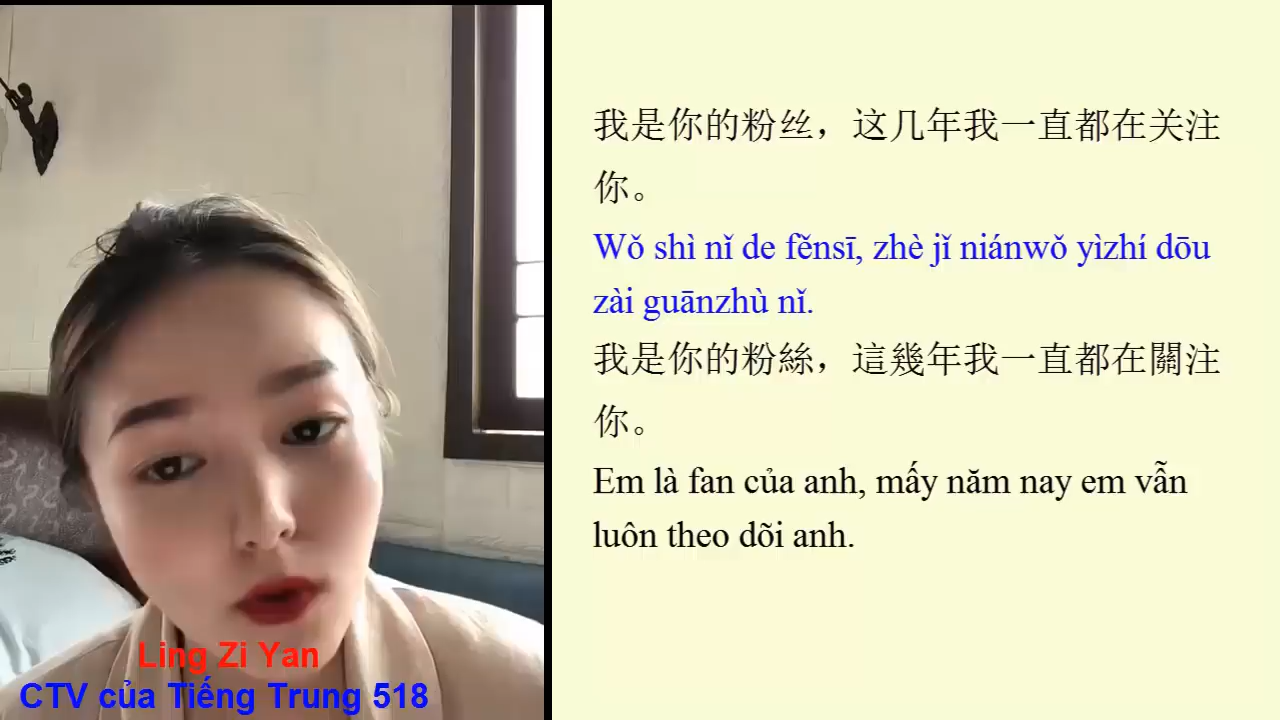 我是你的粉丝，这几年我一直都在关注
你。
Wǒ shì nǐ de fěnsī, zhè jǐ niánwǒ yìzhí dōu
zài guānzhù nǐ.
我是你的粉絲，這幾年我一直都在關注
你。
Em là fan của anh, mấy năm nay em vẫn
luôn theo dõi anh.
Ling Zi Yan
CTV của Tiếng Trung 518